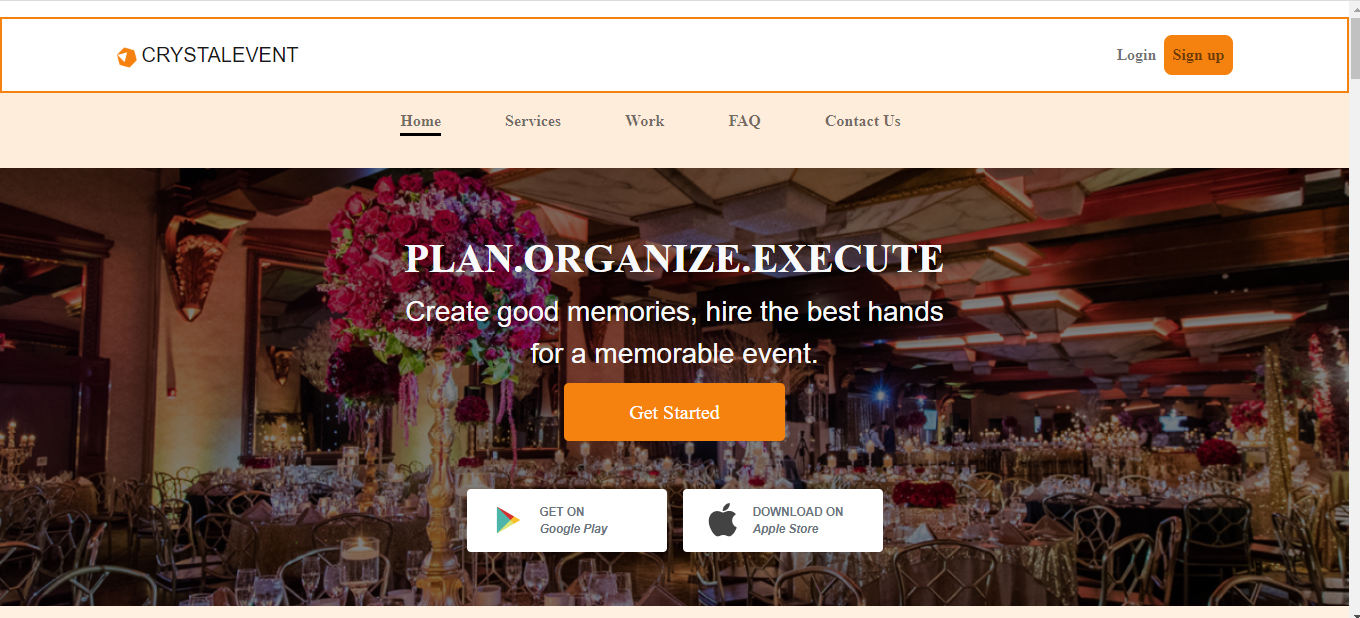 CRYSTALEVENT
Login Sign up
Home Services Work FAQ Contact Us
PLAN.ORGANIZE.EXECUTE
Create good memories, hire the best hands
for a memorable event.
Get Started
GET ON
Google Play
DOWNLOAD ON
Apple Store